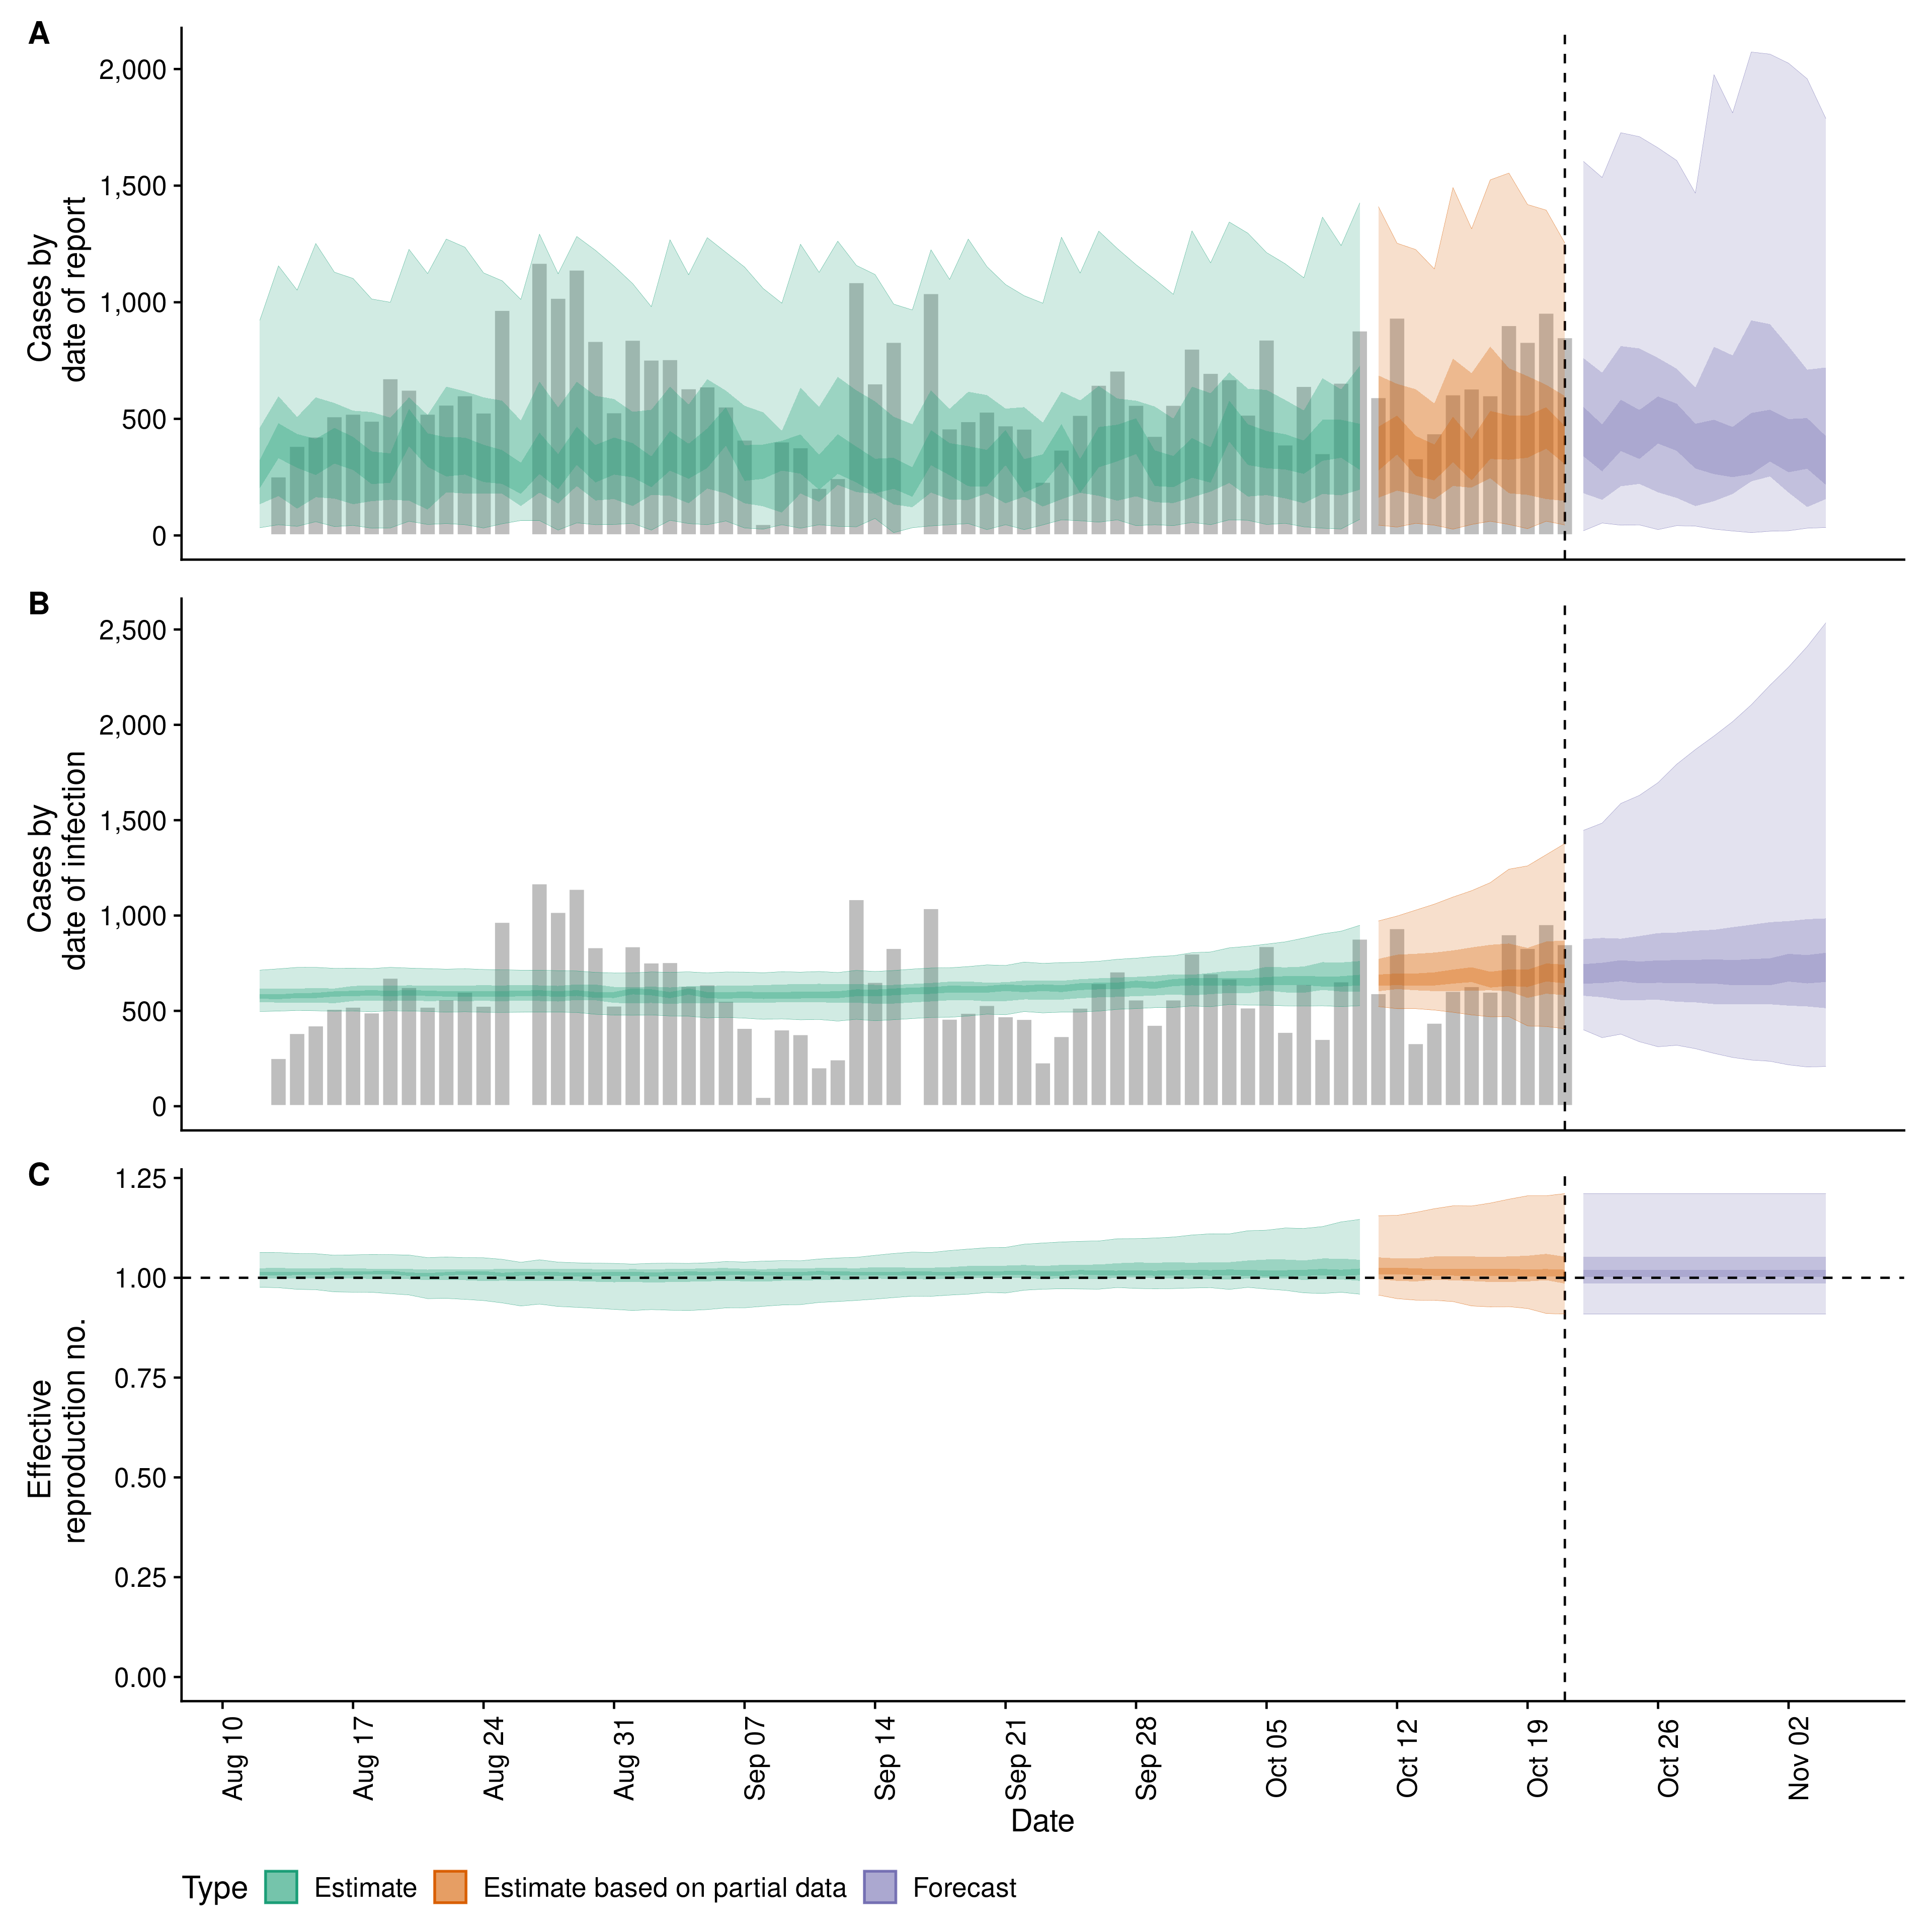 A
2,000
1,500
1,000
500
0
Cases by
date of report
B
2,500
2,000
1,500
1,000
500
0
Cases by
date of infection
C
1.25
1.00
0.75
0.50
0.25
0.00
Effective
reproduction no.
Aug 10
Aug 17
Aug 24
Aug 31
Sep 07
Sep 14
Sep 21
Sep 28
Oct 05
Oct 12
Oct 19
Oct 26
Nov 02
Date
Type Estimate Estimate based on partial data Forecast